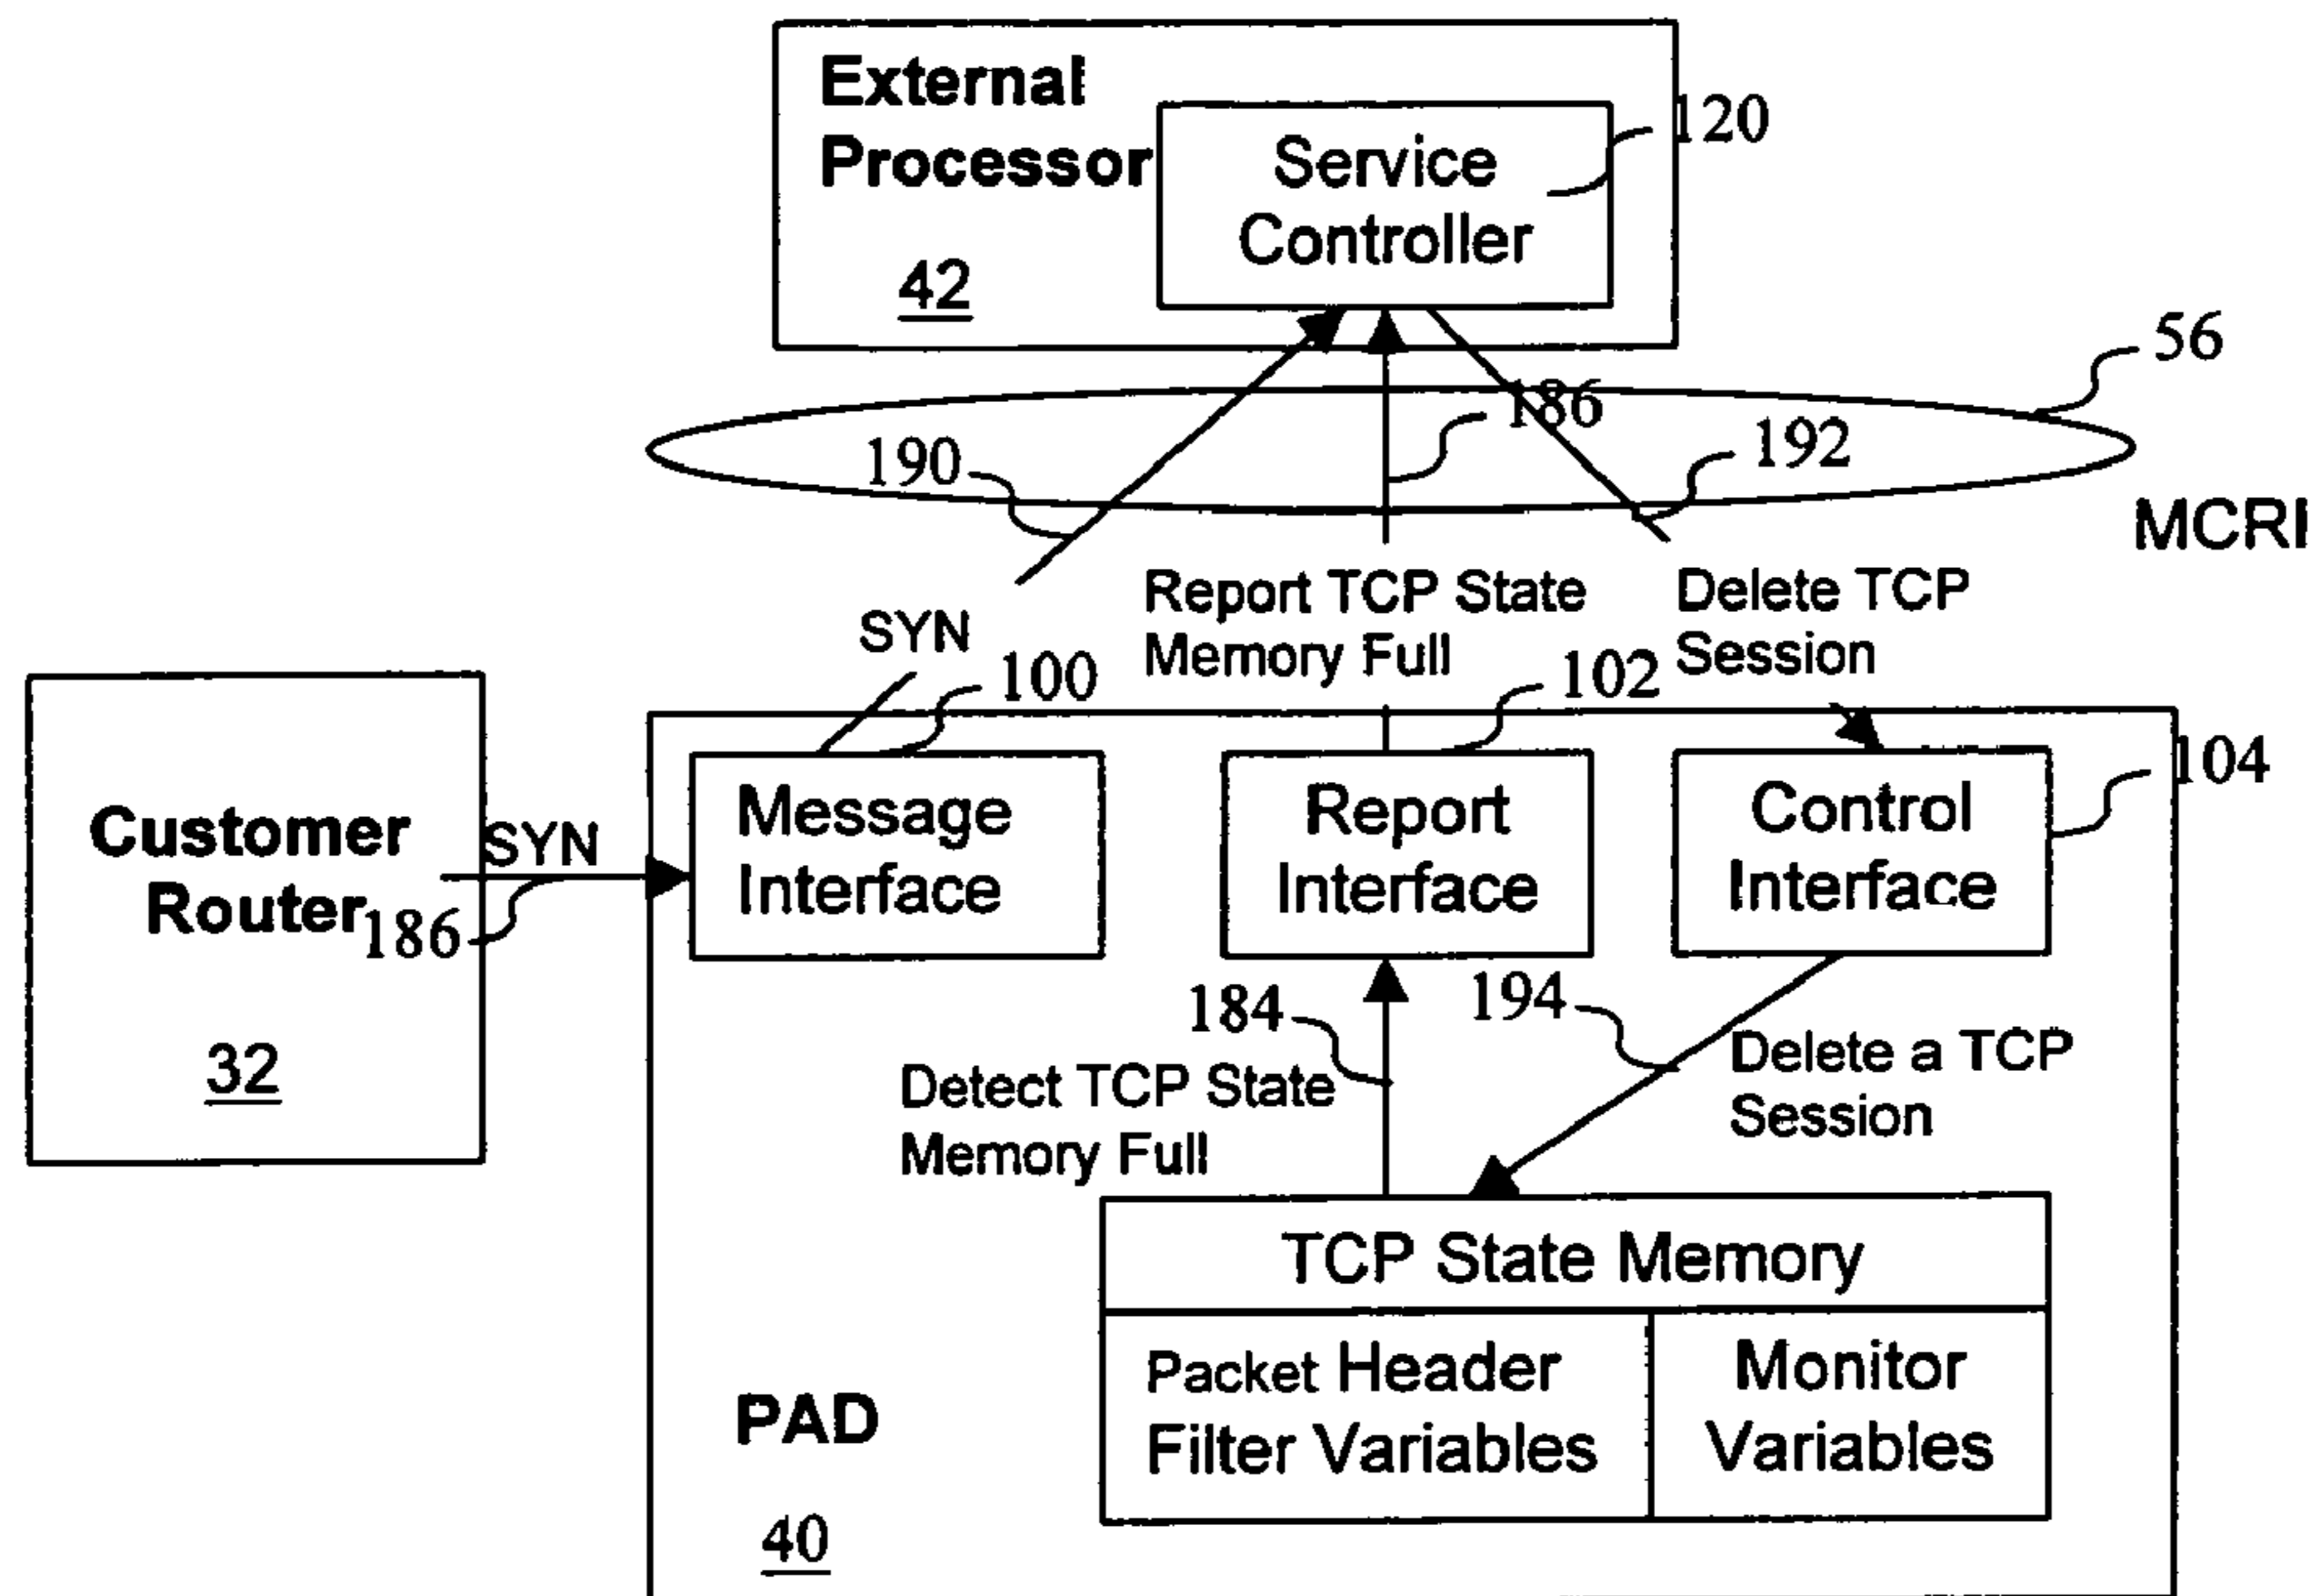 External
Processor
42
Service
Controller
120
56
186
190
192
MCRI
SYN
Report TCP State
Memory Full
Delete TCP
Session
100
102
104
Customer
Router
32
SYN
186
Message
Interface
Report
Interface
Control
Interface
184
194
Detect TCP State
Memory Full
Delete a TCP
Session
TCP State Memory
Packet Header
Filter Variables
Monitor
Variables
PAD
40